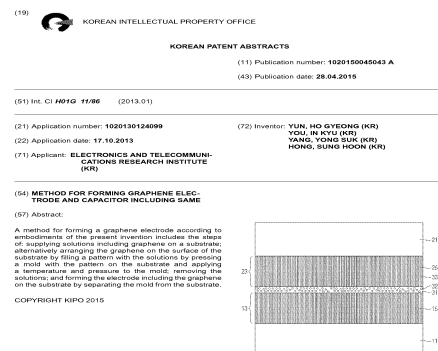 (19)
KOREAN INTELLECTUAL PROPERTY OFFICE
KOREAN PATENT ABSTRACTS
(11) Publication number: 1020150045043 A
(43) Publication date: 28.04.2015
(51) Int. Cl H01G 11/86 (2013.01)
(21) Application number: 1020130124099
(22) Application date: 17.10.2013
(71) Applicant: ELECTRONICS AND TELECOMMUNI-
CATIONS RESEARCH INSTITUTE
(KR)
(72) Inventor: YUN, HO GYEONG (KR)
YOU, IN KYU (KR)
YANG, YONG SUK (KR)
HONG, SUNG HOON (KR)
(54) METHOD FOR FORMING GRAPHENE ELEC-
TRODE AND CAPACITOR INCLUDING SAME
(57) Abstract:
A method for forming a graphene electrode according to
embodiments of the present invention includes the steps
of: supplying solutions including graphene on a substrate;
alternatively arranging the graphene on the surface of the
substrate by filling a pattern with the solutions by pressing
a mold with the pattern on the substrate and applying
a temperature and pressure to the mold; removing the
solutions; and forming the electrode including the graphene
on the substrate by separating the mold from the substrate.
COPYRIGHT KIPO 2015
21
23
25
33
32
31
13
15
11